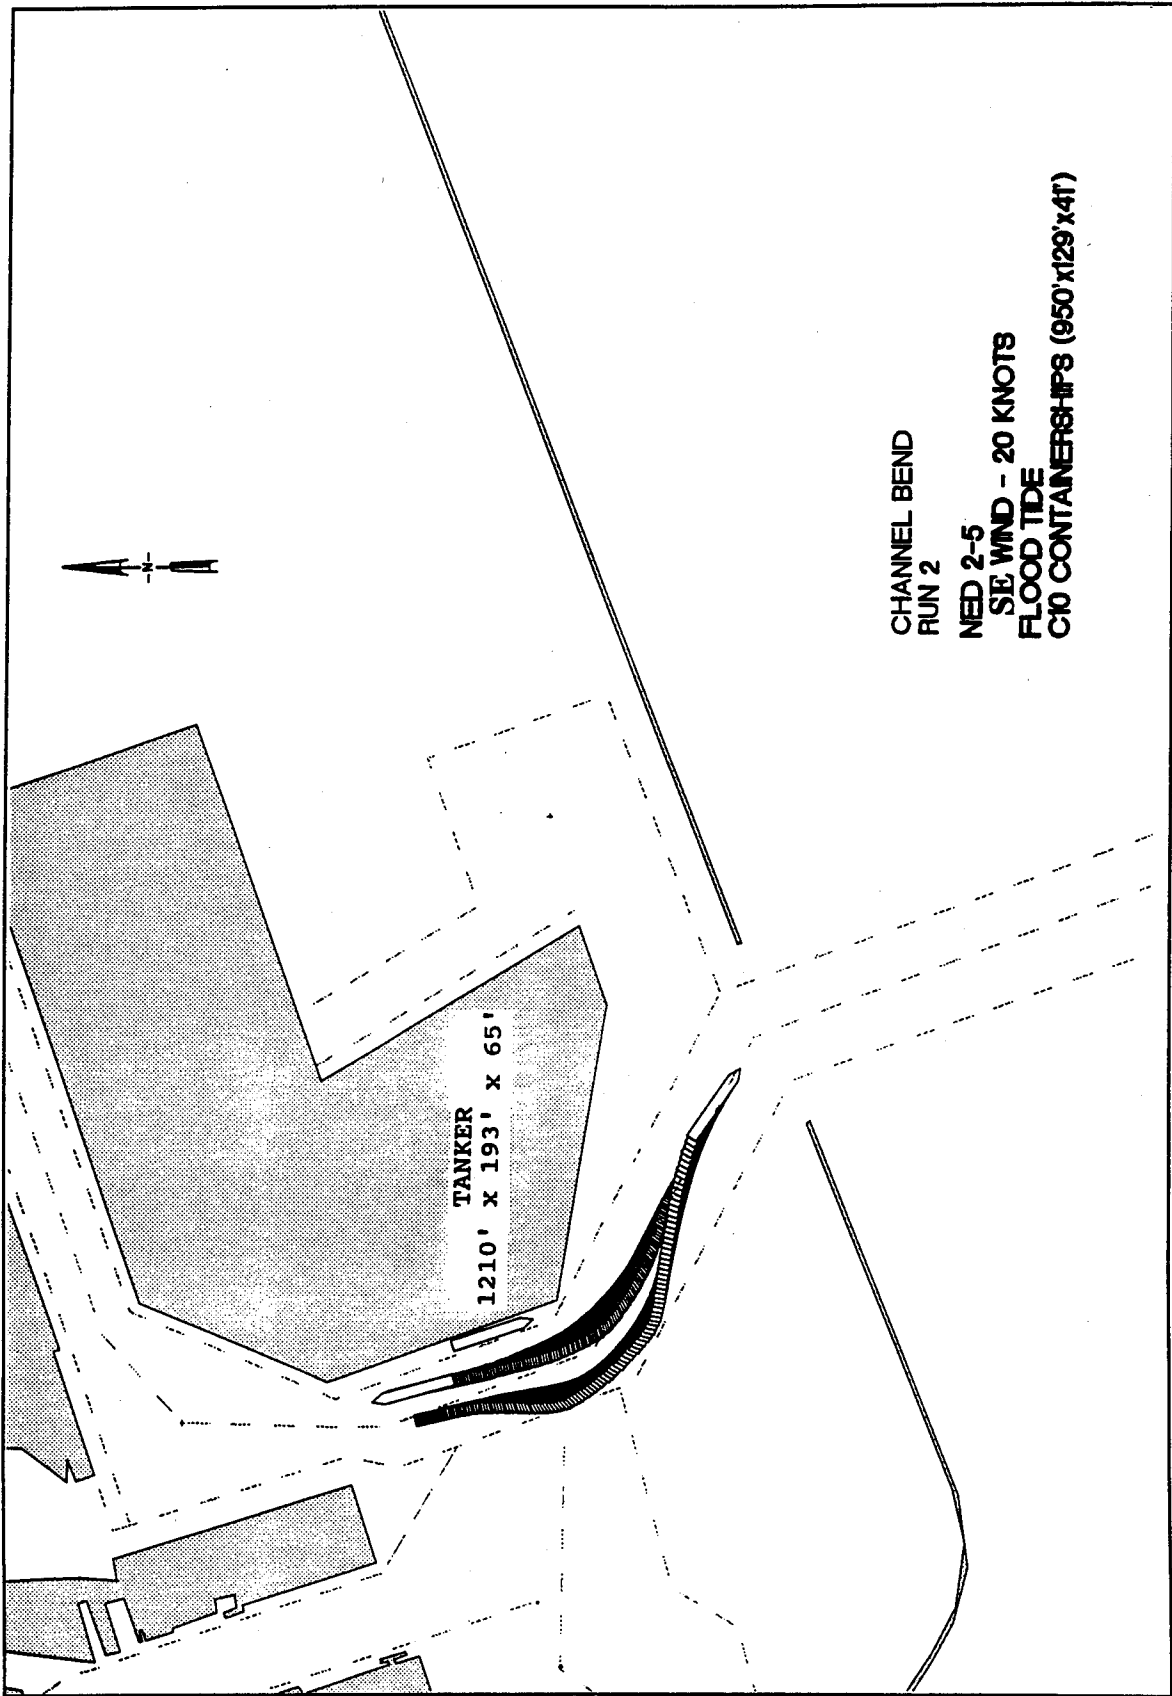 N
TANKER
1210' x 193' x 65'
CHANNEL BEND
RUN 2
NED 2-5
SE WIND - 20 KNOTS
FLOOD TIDE
C10 CONTAINERSHIPS (950'x129'x41')